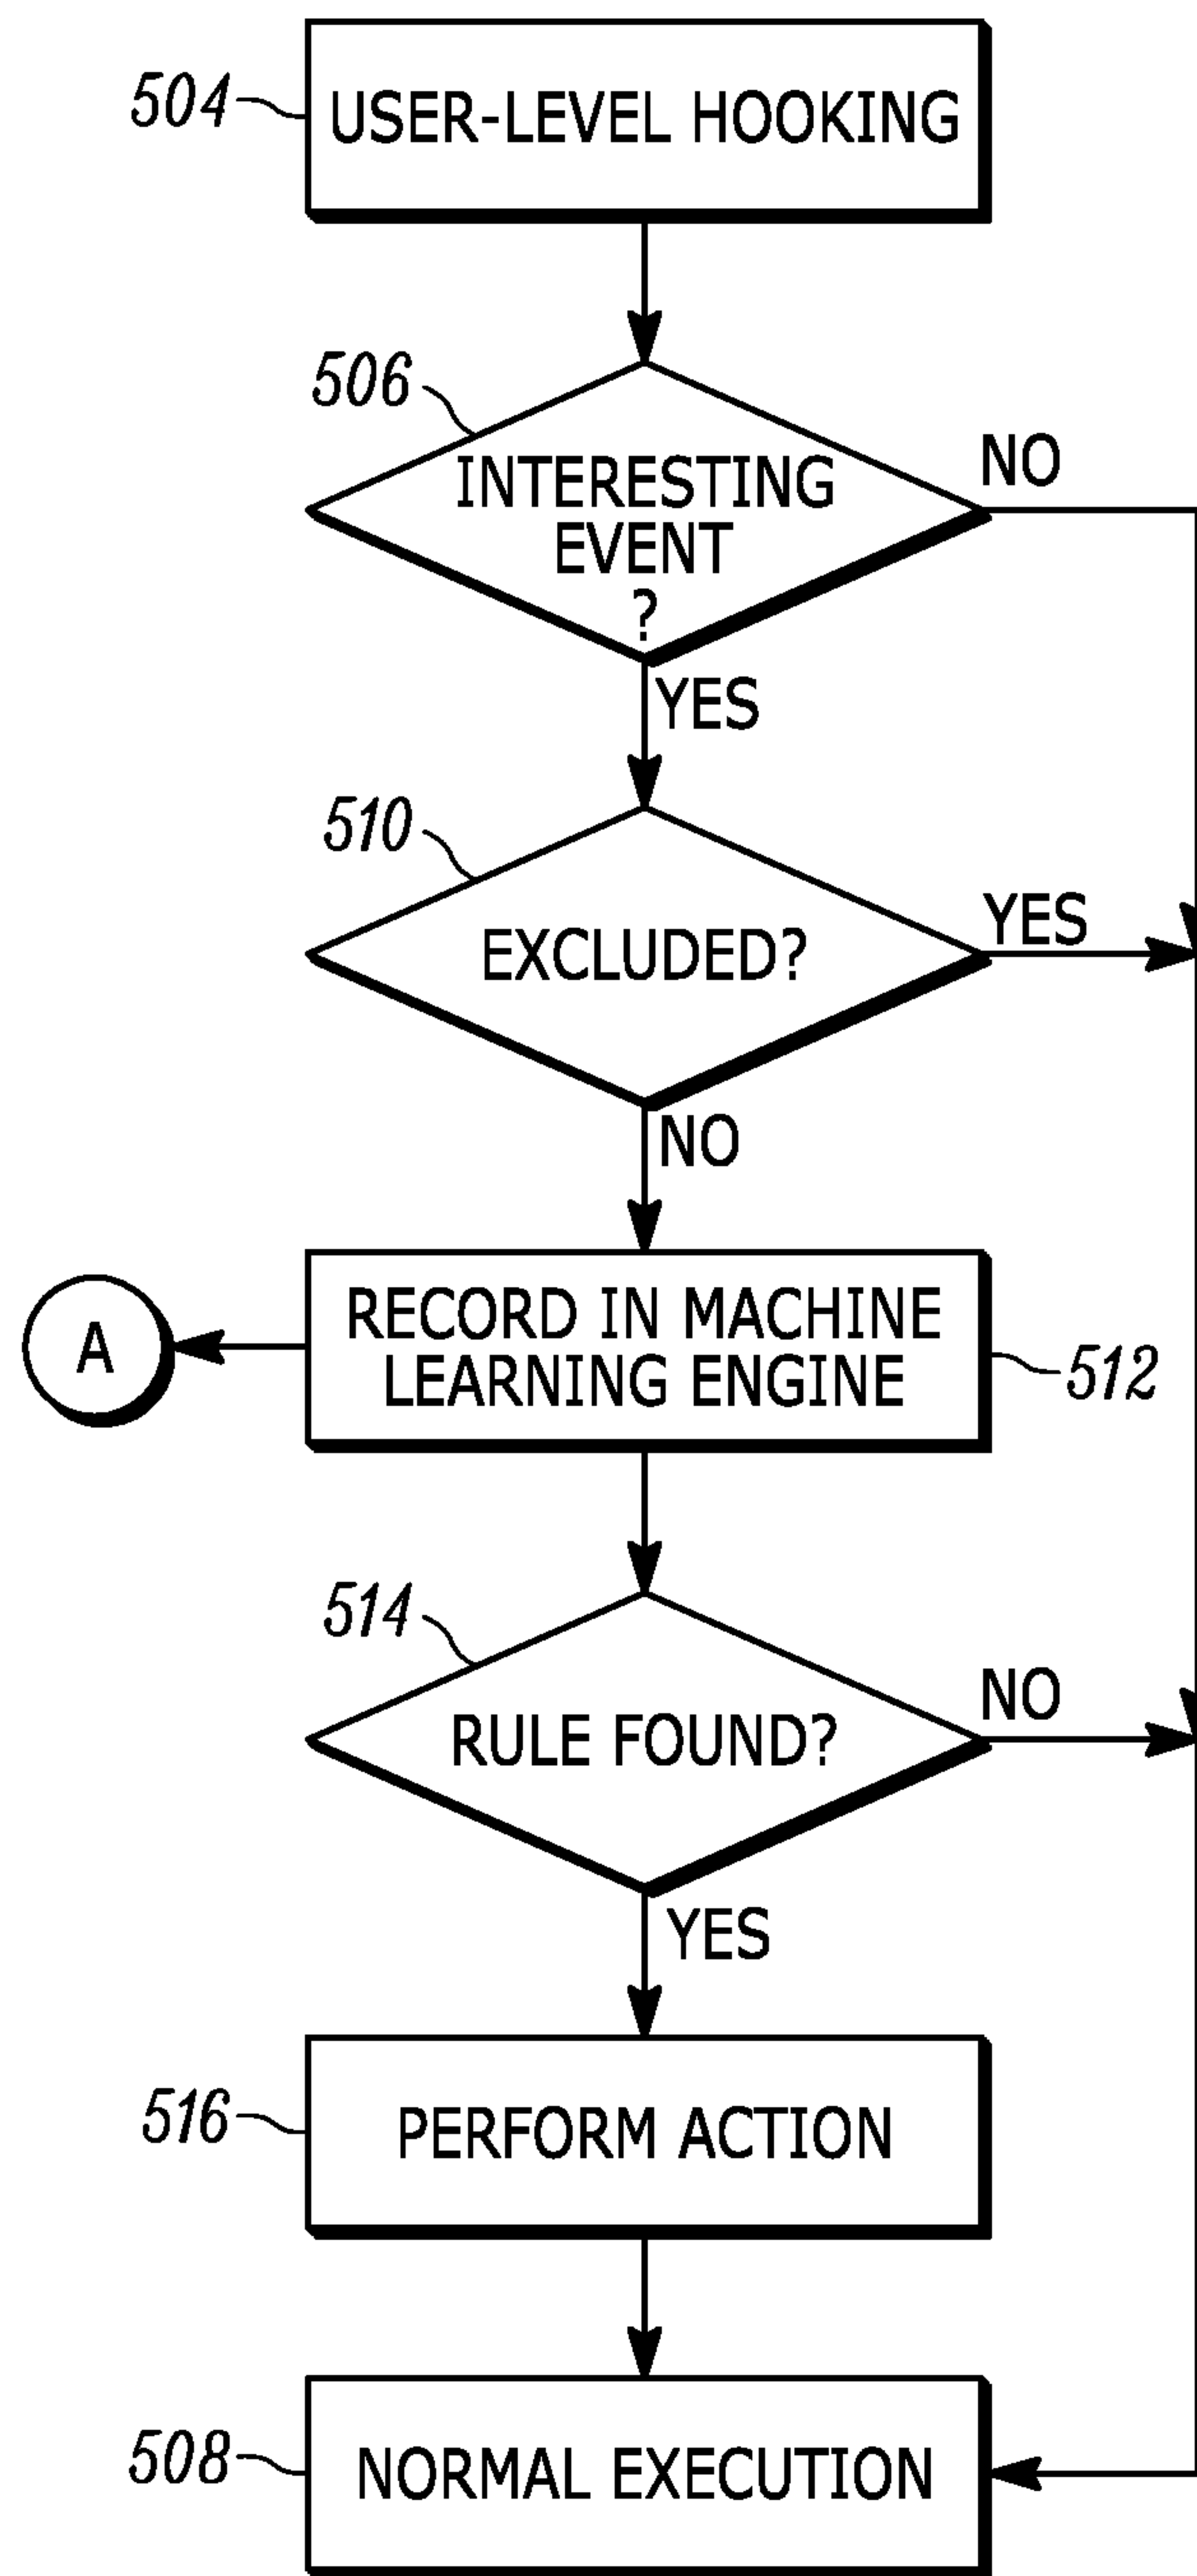 504
USER-LEVEL HOOKING
506
INTERESTING
EVENT
?
NO
YES
510
EXCLUDED?
YES
NO
A
RECORD IN MACHINE
LEARNING ENGINE
512
514
RULE FOUND?
NO
YES
516
PERFORM ACTION
508
NORMAL EXECUTION